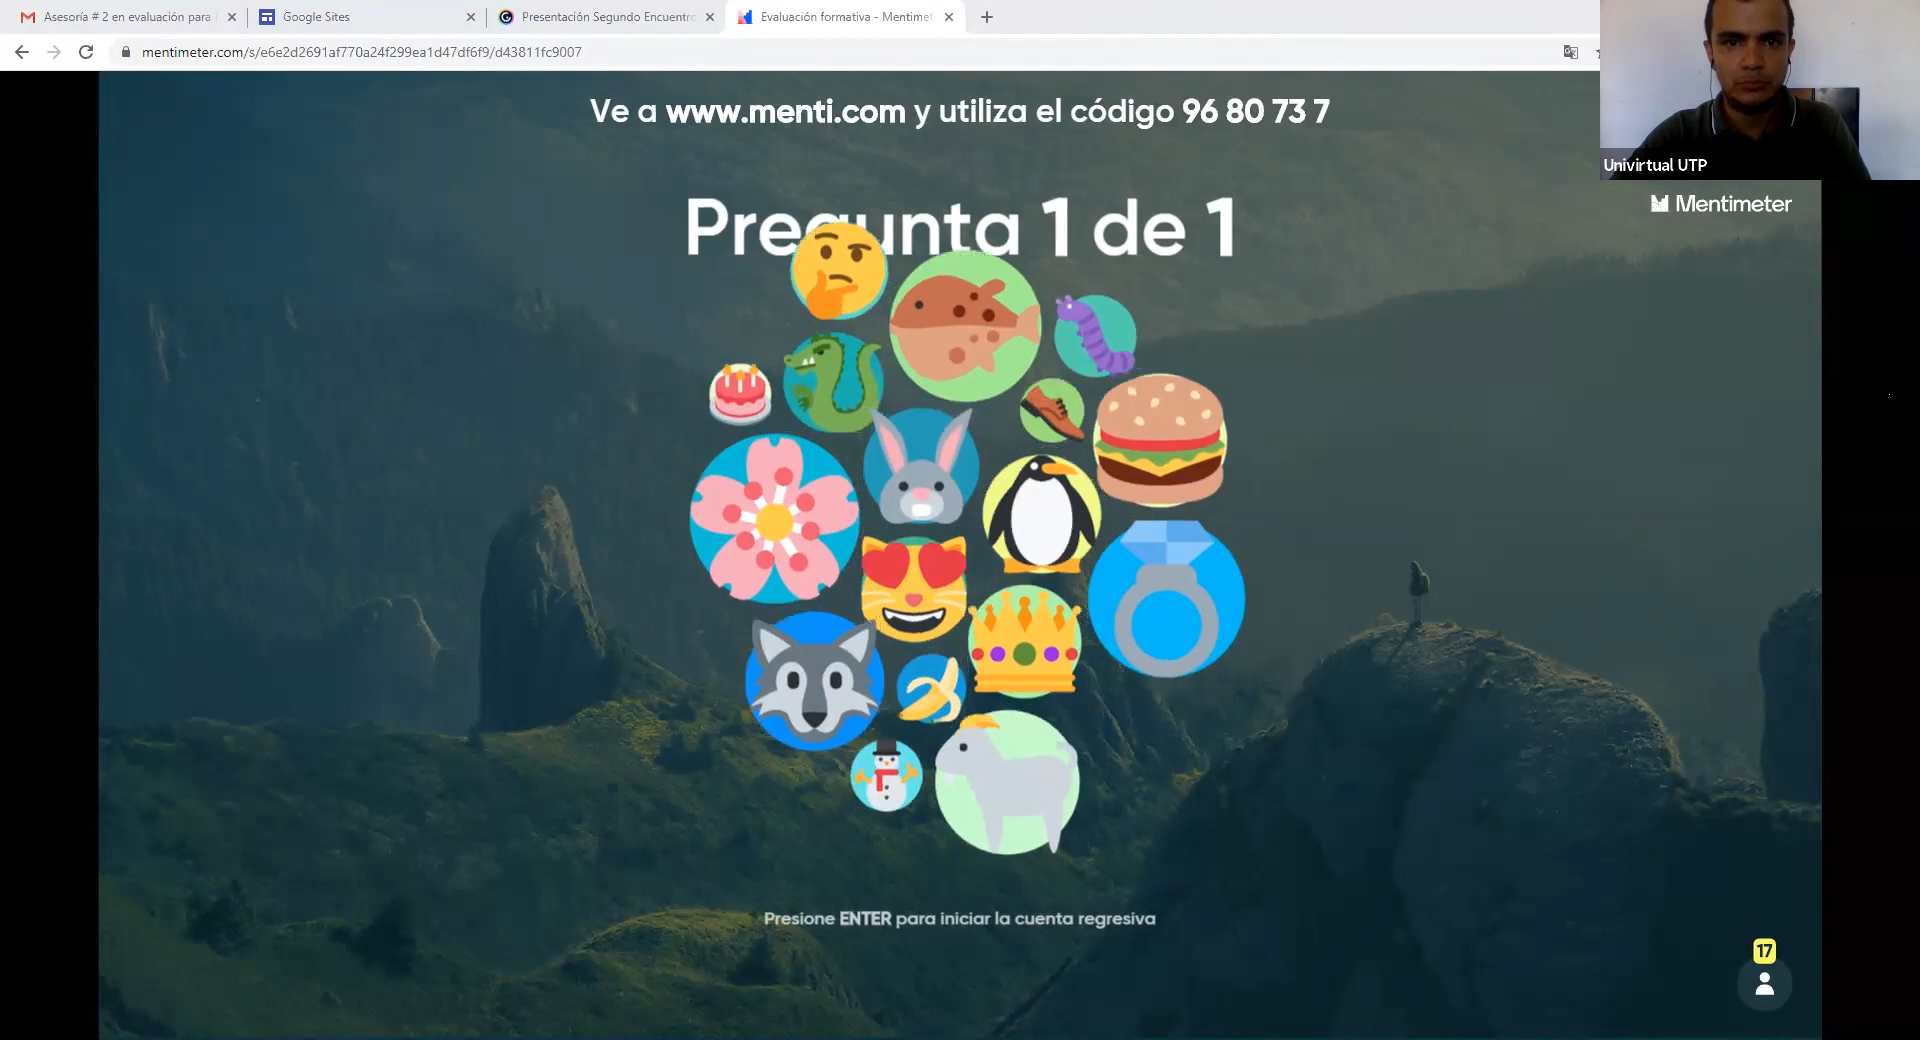 Asesoría # 2 en evaluación para
Google Sites
Presentación Segundo Encuentro
Evaluación formativa - Mentimet
mentimeter.com/s/e6e2d2691af770a24f299ea1d47df6f9/d43811fc9007
Ve a www.menti.com y utiliza el código 96 80 73 7
Univirtual UTP
Mentimeter
Pregunta 1 de 1
Presione ENTER para iniciar la cuenta regresiva
17